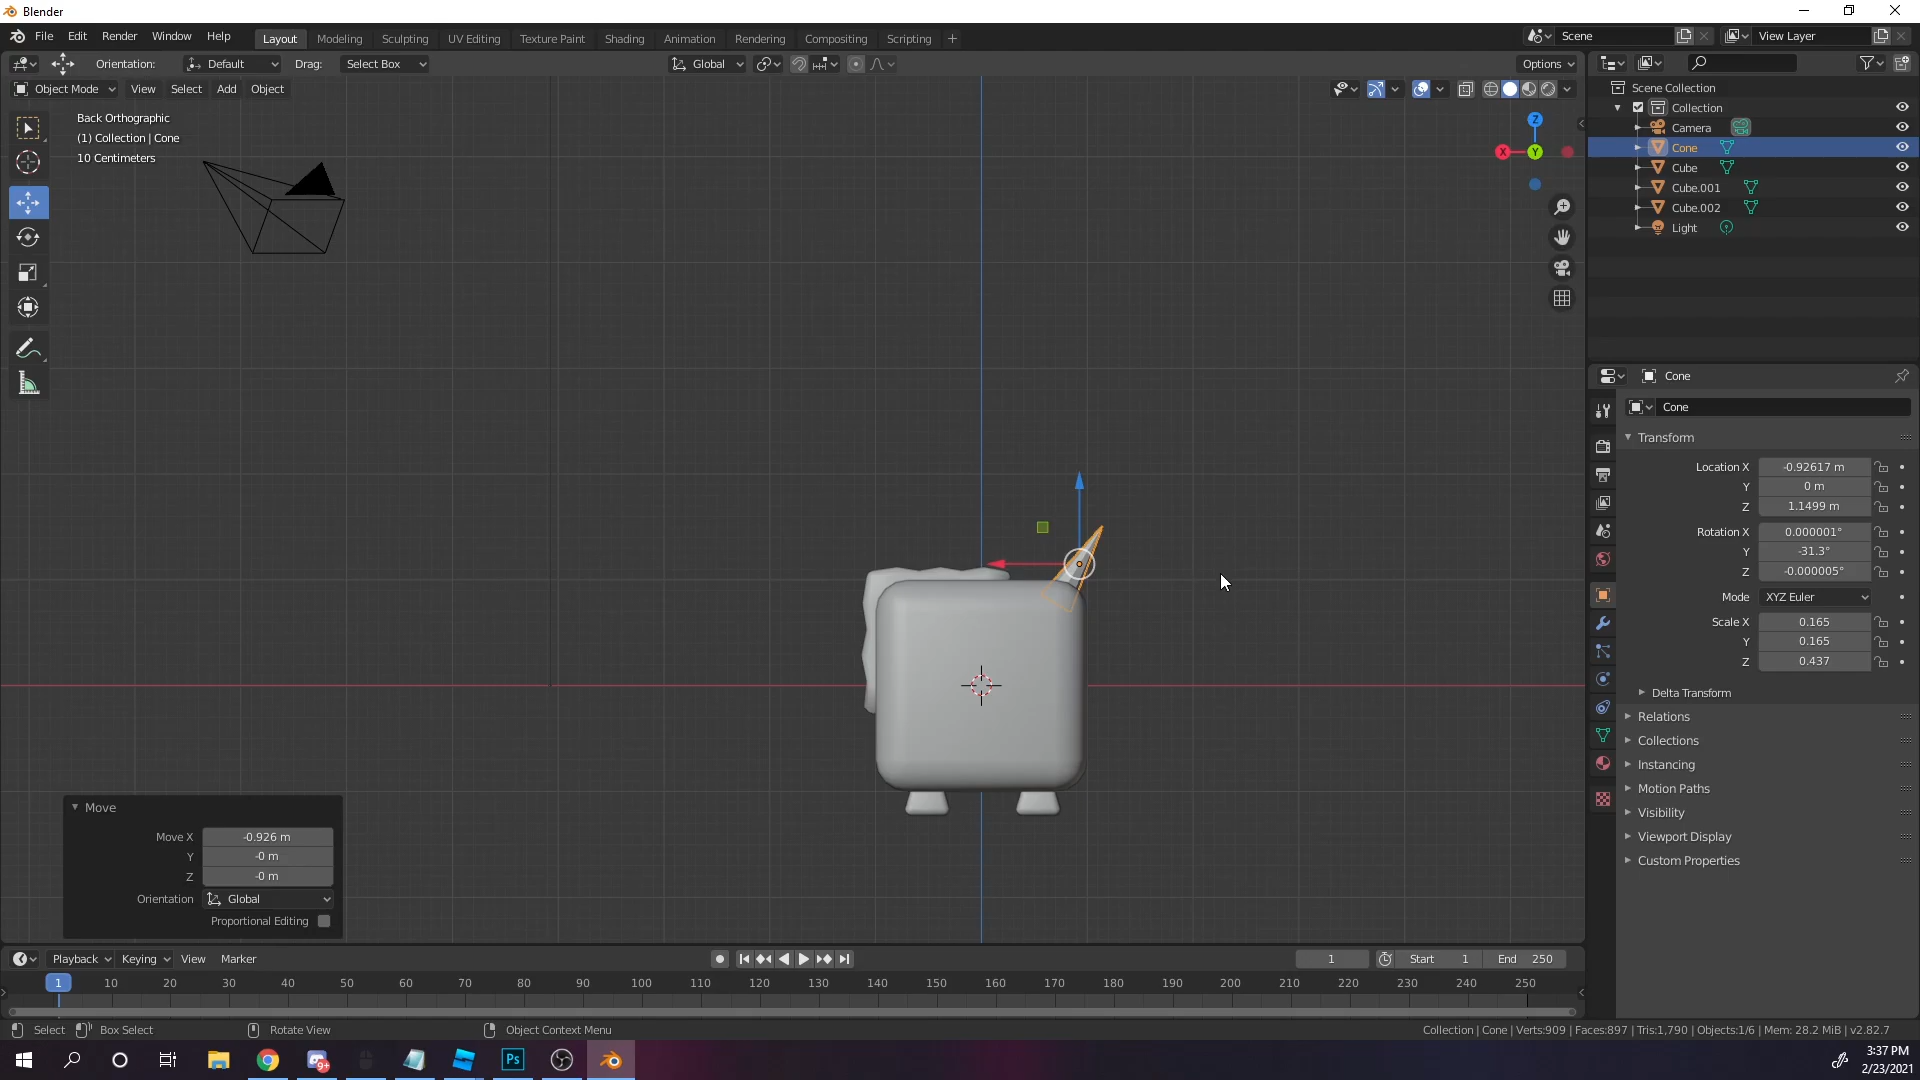 Blender
File Edit Render Window Help
Layout Modeling Sculpting UV Editing Texture Paint Shading Animation Rendering Compositing Scripting +
Scene
View Layer
Orientation: Default Drag: Select Box
Global
Options
Object Mode View Select Add Object
Back Orthographic
(1) Collection | Cone
10 Centimeters
Z
X
Y
Scene Collection
Collection
Camera
Cone
Cube
Cube.001
Cube.002
Light
Cone
Cone
Transform
Location X -0.92617 m
Y 0 m
Z 1.1499 m
Rotation X 0.000001°
Y -31.3°
Z -0.000005°
Mode XYZ Euler
Scale X 0.165
Y 0.165
Z 0.437
Delta Transform
Relations
Collections
Instancing
Motion Paths
Visibility
Viewport Display
Custom Properties
Move
Move X -0.926 m
Y -0 m
Z -0 m
Orientation Global
Proportional Editing
Playback Keying View Marker
1
Start 1
End 250
1 10 20 30 40 50 60 70 80 90 100 110 120 130 140 150 160 170 180 190 200 210 220 230 240 250
Select Box Select Rotate View Object Context Menu
Collection | Cone | Verts:909 | Faces:897 | Tris:1,790 | Objects:1/6 | Mem: 28.2 MiB | v2.82.7
9+
Ps
3:37 PM
2/23/2021